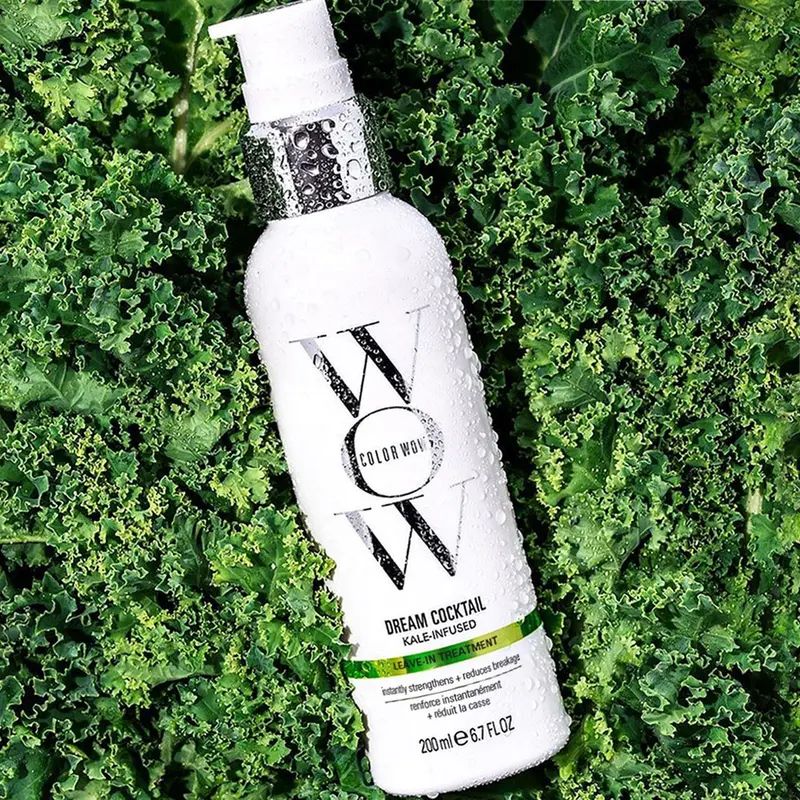 W
COLOR WOW
O
W
DREAM COCKTAIL
KALE-INFUSED
LEAVE-IN TREATMENT
instantly strengthens + reduces breakage
renforce instantanément
+ réduit la casse
200ml e 6.7 FL OZ